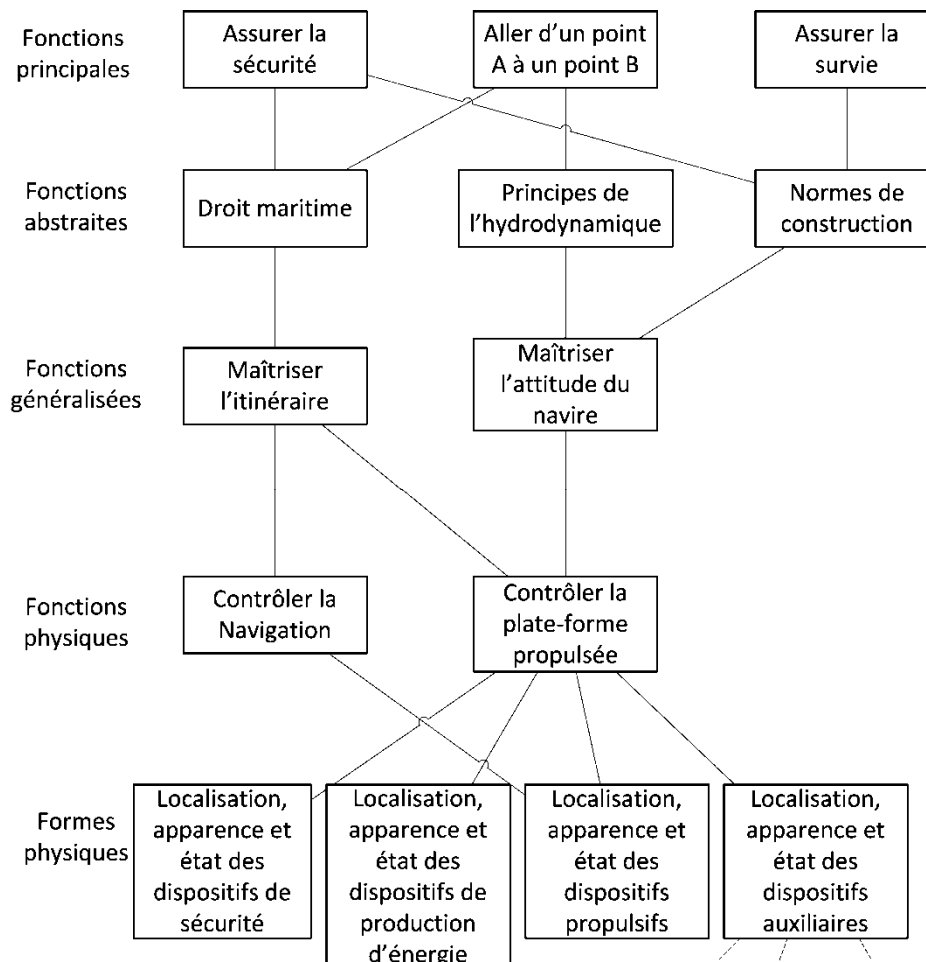 Fonctions
principales
Assurer la
sécurité
Aller d'un point
A à un point B
Assurer la
survie
Fonctions
abstraites
Droit maritime
Principes de
l'hydrodynamique
Normes de
construction
Fonctions
généralisées
Maîtriser
l'itinéraire
Maîtriser
l'attitude du
navire
Fonctions
physiques
Contrôler la
Navigation
Contrôler la
plate-forme
propulsée
Formes
physiques
Localisation,
apparence et
état des
dispositifs de
sécurité
Localisation,
apparence et
état des
dispositifs de
production
d'énergie
Localisation,
apparence et
état des
dispositifs
propulsifs
Localisation,
apparence et
état des
dispositifs
auxiliaires